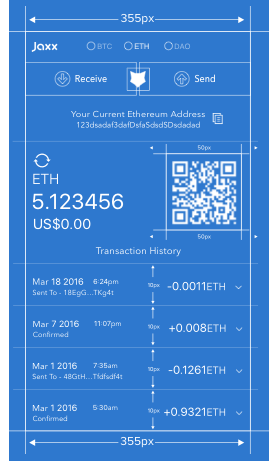 355px
Jaxx BTC ETH DAO
Receive Send
Your Current Ethereum Address
123dsadaf3dafDsfaSdsdSDsdadad
50px
ETH
5.123456
US$0.00
50px
Transaction History
Mar 18 2016 6:24pm
Sent To - 18EgG...TKg4t
10px -0.0011ETH
Mar 7 2016 11:07pm
Confirmed
10px +0.008ETH
Mar 1 2016 7:35am
Sent To - 48GtH...Tfdfsdf4t
10px -0.1261ETH
Mar 1 2016 5:30am
Confirmed
10px +0.9321ETH
355px